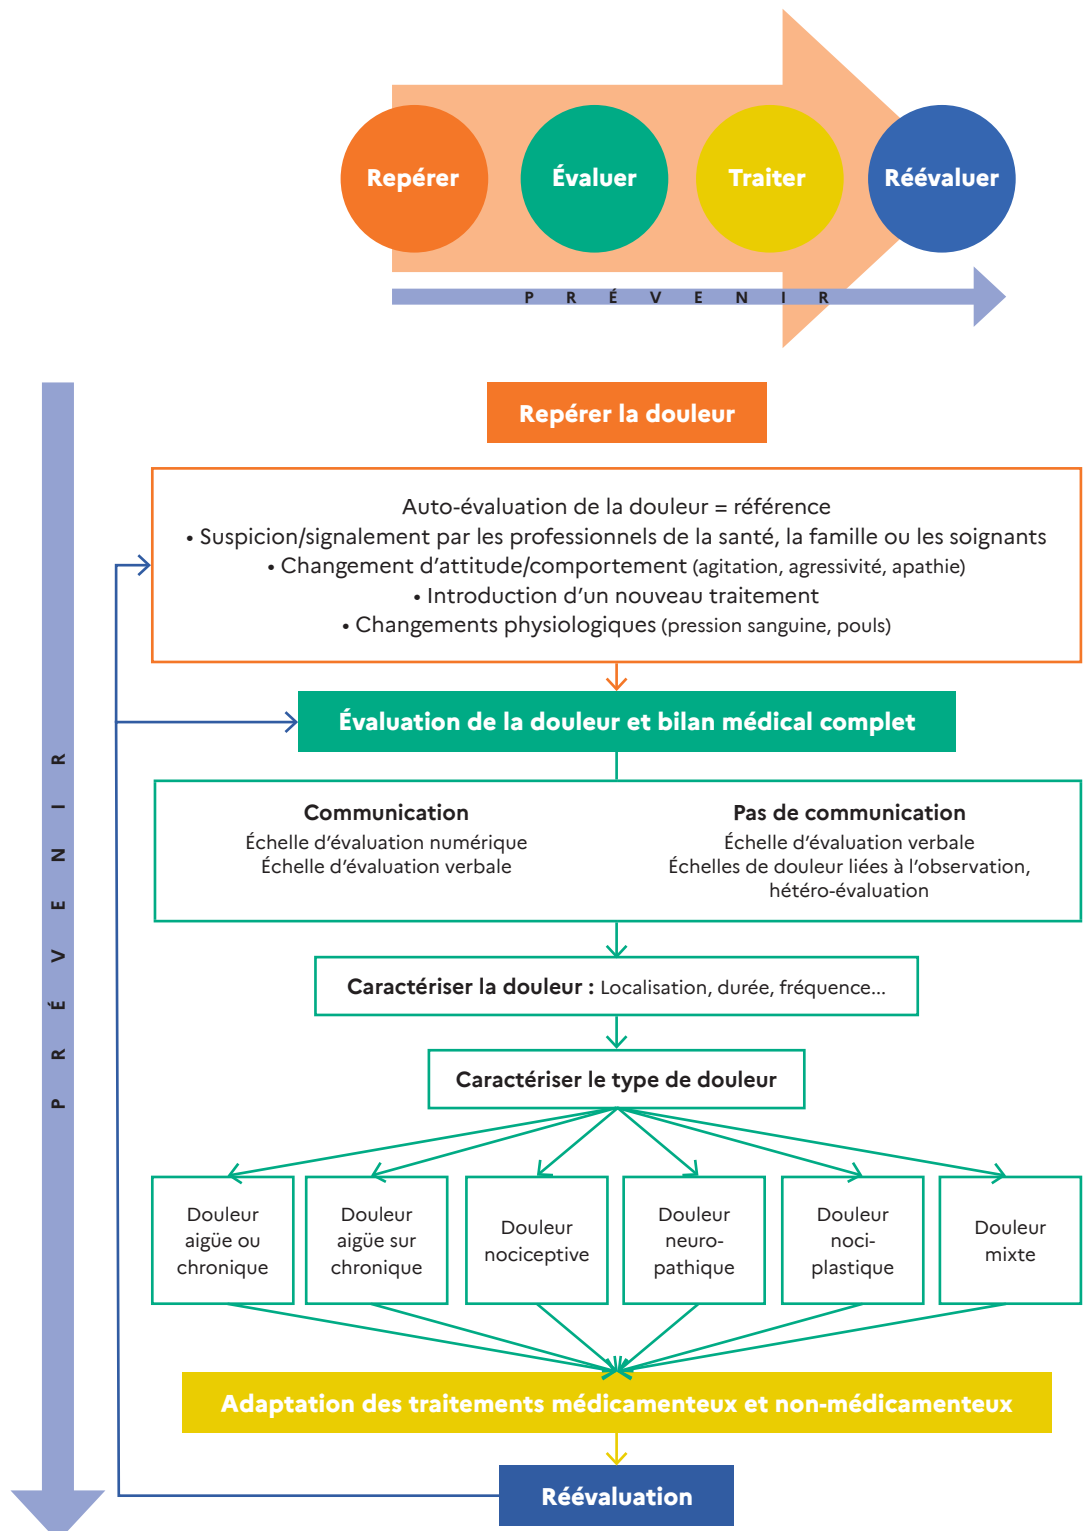 Repérer
Évaluer
Traiter
Réévaluer
PRÉVENIR
Repérer la douleur
Auto-évaluation de la douleur = référence
• Suspicion/signalement par les professionnels de la santé, la famille ou les soignants
• Changement d'attitude/comportement (agitation, agressivité, apathie)
• Introduction d'un nouveau traitement
• Changements physiologiques (pression sanguine, pouls)
Évaluation de la douleur et bilan médical complet
PRÉVENIR
Communication
Échelle d'évaluation numérique
Échelle d'évaluation verbale
Pas de communication
Échelle d'évaluation verbale
Échelles de douleur liées à l'observation,
hétéro-évaluation
Caractériser la douleur : Localisation, durée, fréquence...
Caractériser le type de douleur
Douleur
aigüe ou
chronique
Douleur
aigüe sur
chronique
Douleur
nociceptive
Douleur
neuro-
pathique
Douleur
noci-
plastique
Douleur
mixte
Adaptation des traitements médicamenteux et non-médicamenteux
Réévaluation